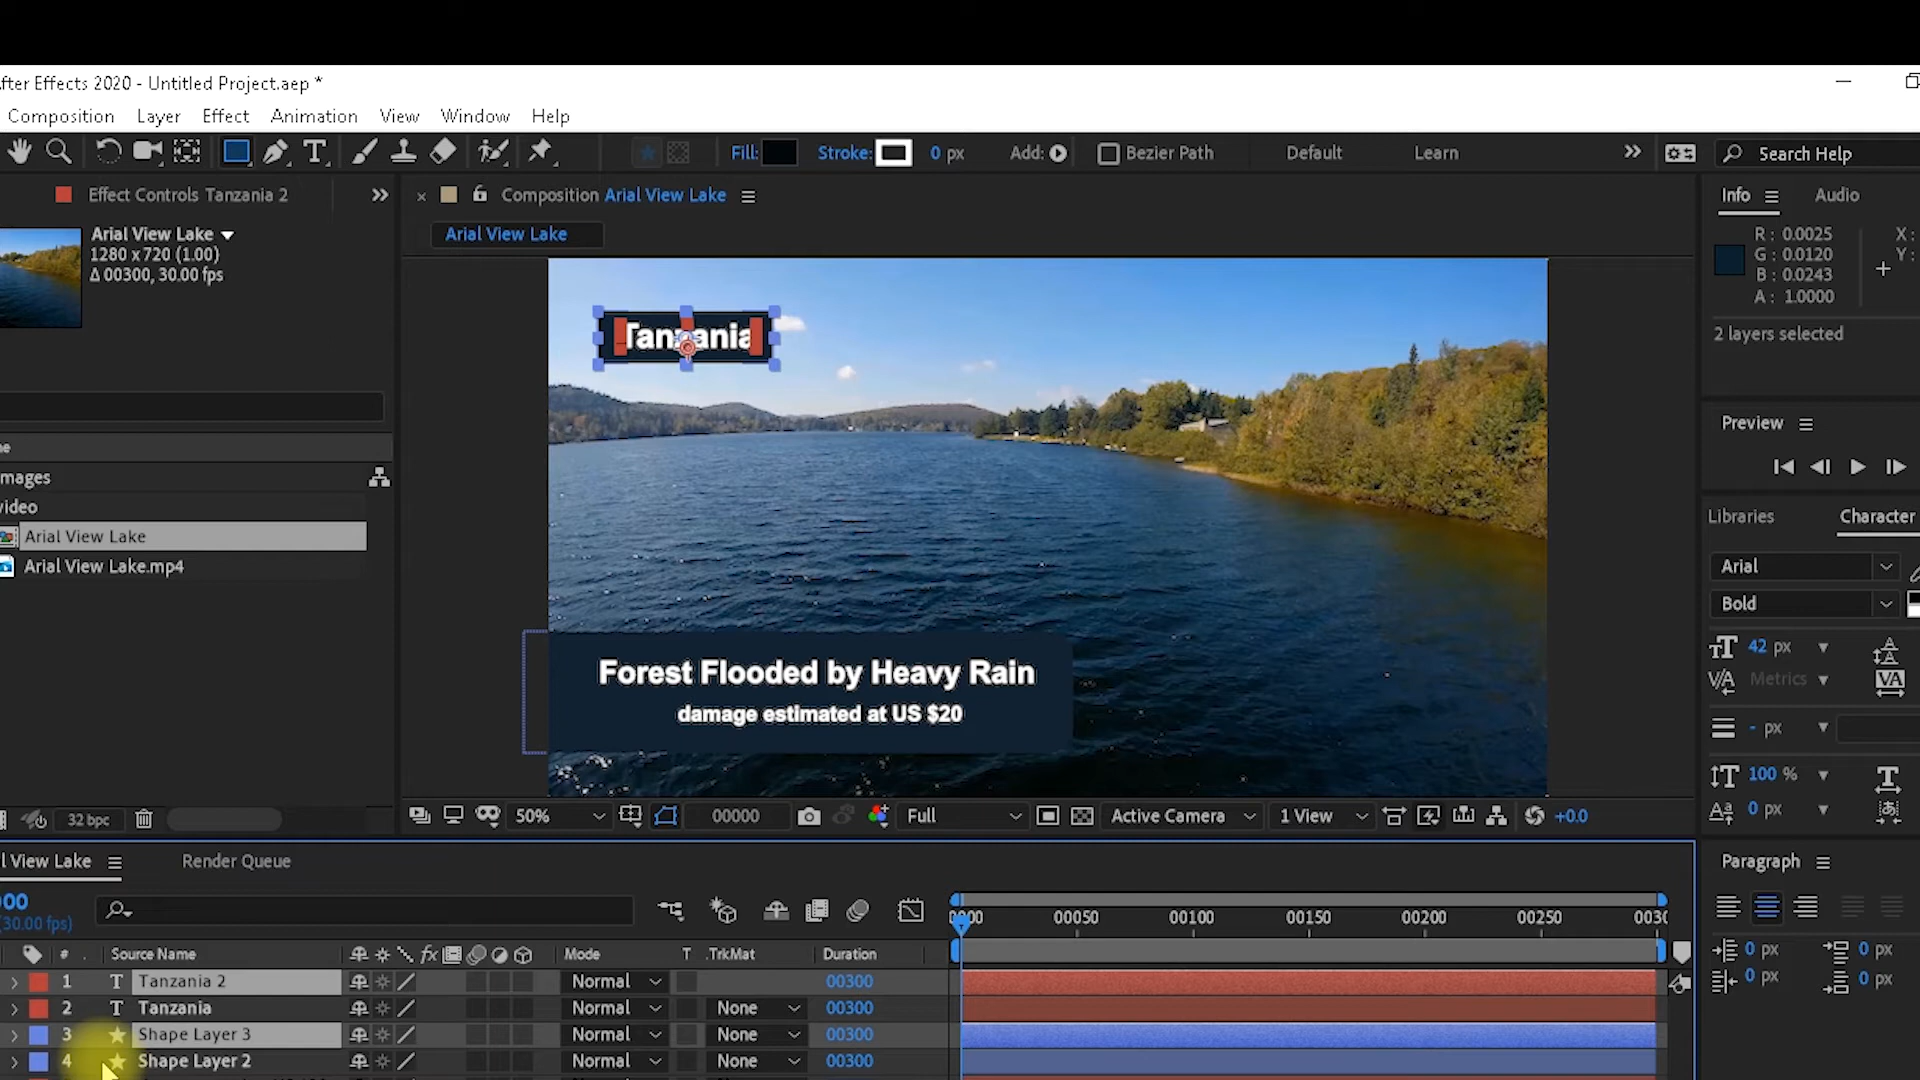 fter Effects 2020 - Untitled Project.aep *
Composition Layer Effect Animation View Window Help
Fill: Stroke: 0 px Add: Bezier Path Default Learn Search Help
Effect Controls Tanzania 2
Composition Arial View Lake
Info Audio
Arial View Lake
1280 x 720 (1.00)
Δ 00300, 30.00 fps
Arial View Lake
R: 0.0025
G: 0.0120
B: 0.0243
A: 1.0000
X:
Y:
2 layers selected
Tanzania
Preview
mages
video
Arial View Lake
Arial View Lake.mp4
Libraries Character
Arial
Bold
42 px
Metrics
- px
100 %
0 px
Forest Flooded by Heavy Rain
damage estimated at US $20
32 bpc
50% 00000 Full Active Camera 1 View +0.0
l View Lake Render Queue
Paragraph
00
(30.00 fps)
0000 00050 00100 00150 00200 00250 0030
0 px 0 px
0 px 0 px
# Source Name fx Mode T .TrkMat Duration
1 T Tanzania 2 Normal 00300
2 T Tanzania Normal None 00300
3 Shape Layer 3 Normal None 00300
4 Shape Layer 2 Normal None 00300